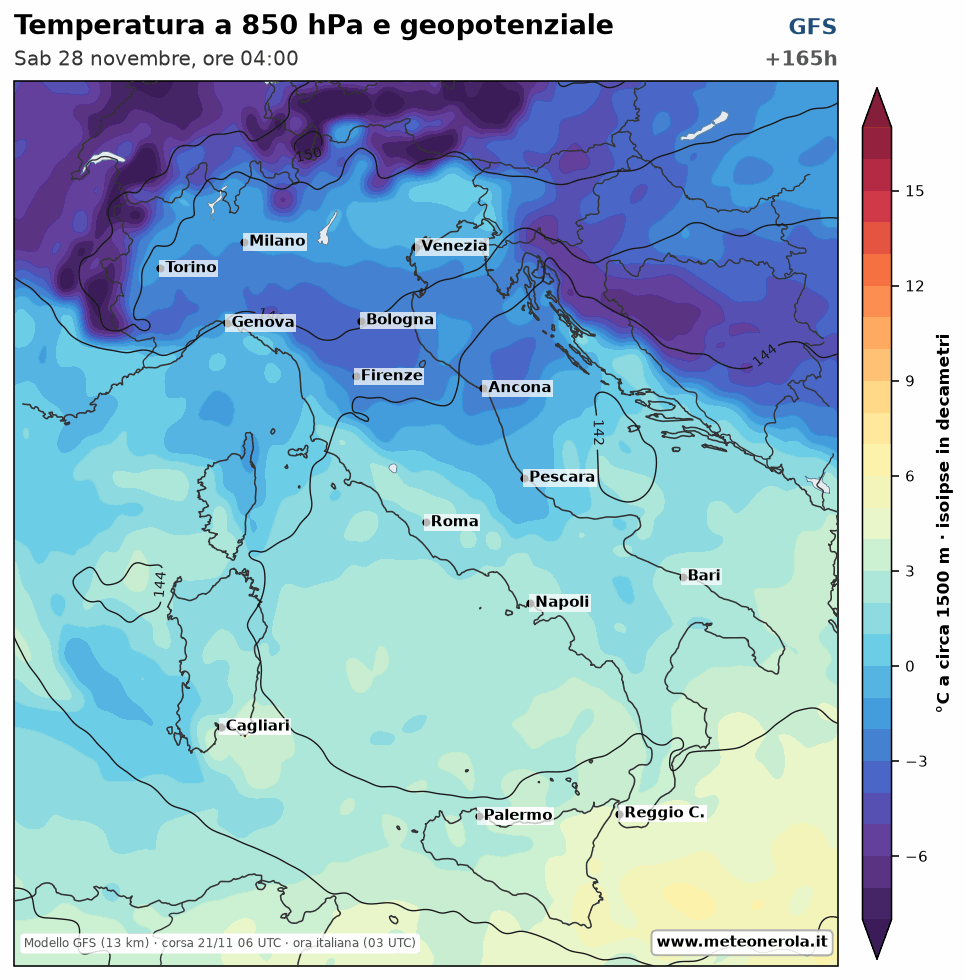 Temperatura a 850 hPa e geopotenziale
GFS
Sab 28 novembre, ore 04:00
+165h
150
Milano
Venezia
Torino
Genova
Bologna
144
Firenze
Ancona
142
Pescara
Roma
144
Bari
Napoli
Cagliari
Palermo
Reggio C.
Modello GFS (13 km) · corsa 21/11 06 UTC · ora italiana (03 UTC)
www.meteonerola.it
15
12
9
6
3
0
−3
−6
°C a circa 1500 m · isoipse in decametri